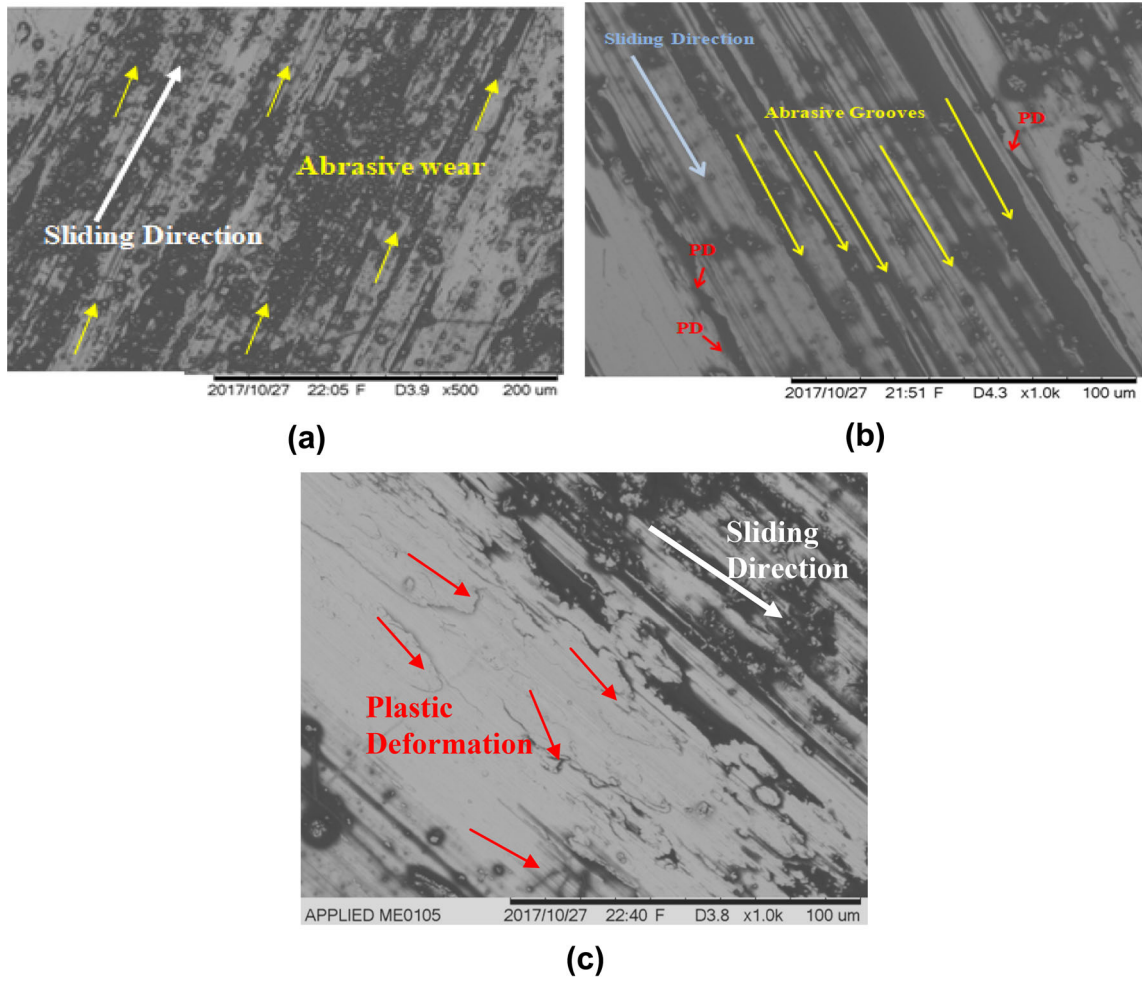 Abrasive wear
Sliding Direction
2017/10/27 22:05 F D3.9 x500 200 um
(a)
Sliding Direction
Abrasive Grooves
PD
PD
PD
2017/10/27 21:51 F D4.3 x1.0k 100 um
(b)
Sliding
Direction
Plastic
Deformation
APPLIED ME0105 2017/10/27 22:40 F D3.8 x1.0k 100 um
(c)